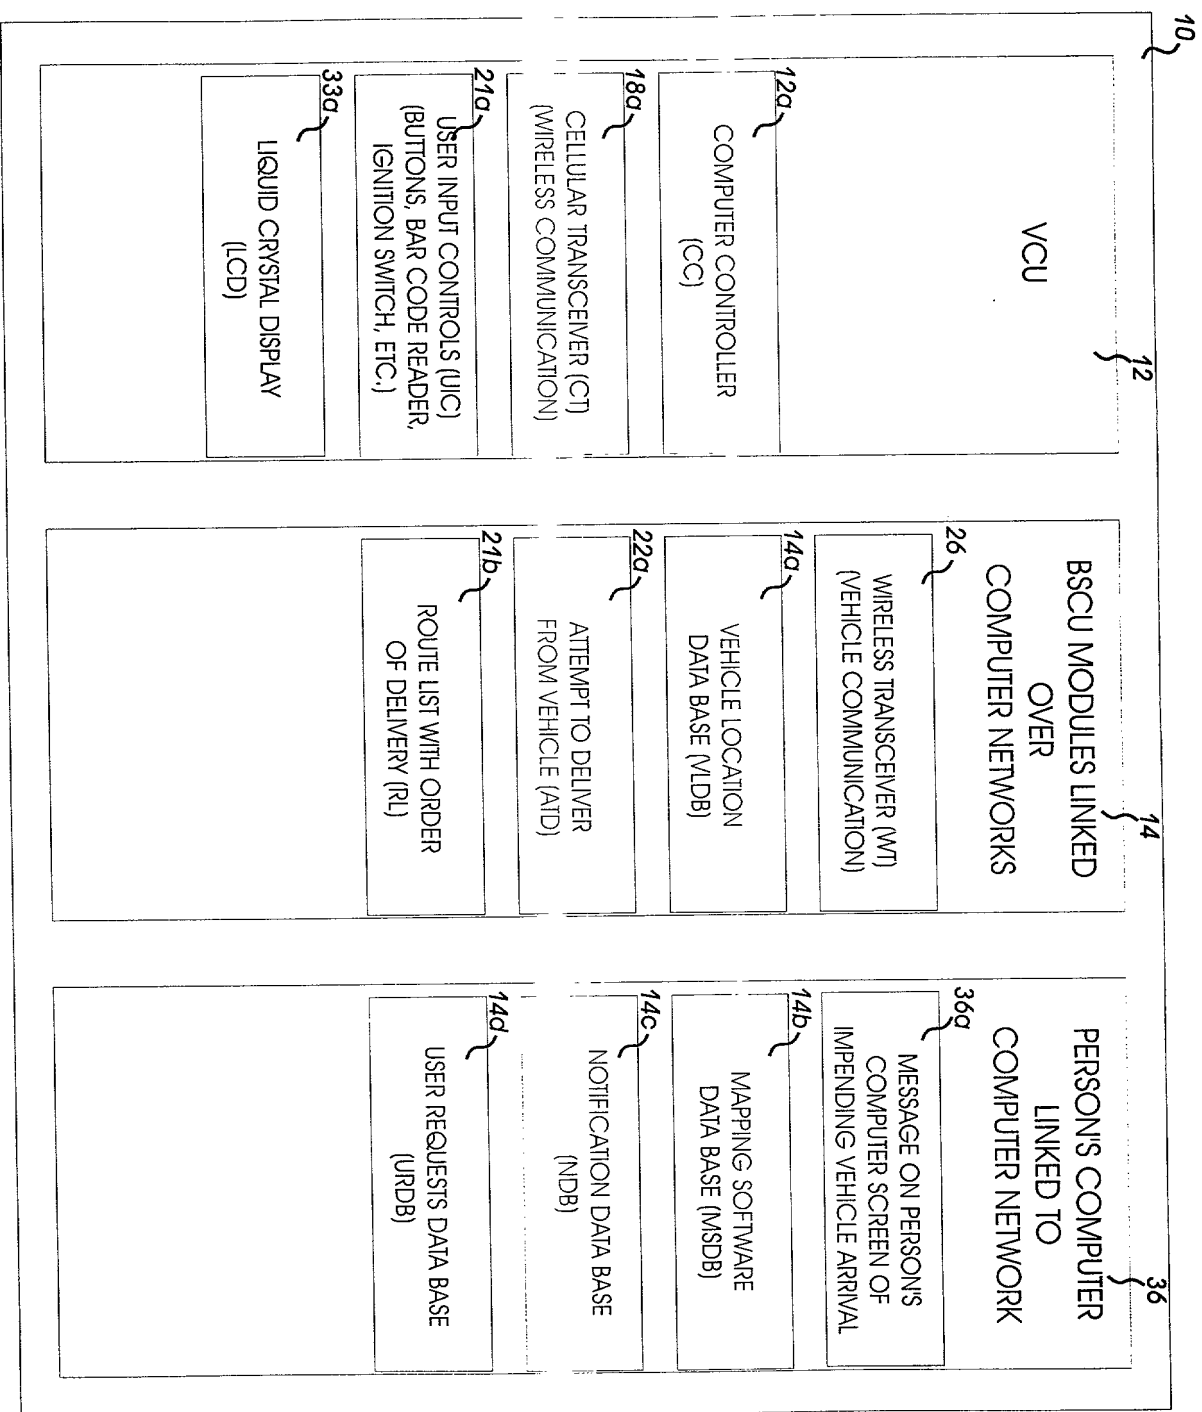 10
12
VCU
12a
COMPUTER CONTROLLER
(CC)
18a
CELLULAR TRANSCEIVER (CT)
(WIRELESS COMMUNICATION)
21a
USER INPUT CONTROLS (UIC)
(BUTTONS, BAR CODE READER,
IGNITION SWITCH, ETC.)
33a
LIQUID CRYSTAL DISPLAY
(LCD)
14
BSCU MODULES LINKED
OVER
COMPUTER NETWORKS
26
WIRELESS TRANSCEIVER (WT)
(VEHICLE COMMUNICATION)
14a
VEHICLE LOCATION
DATA BASE (VLDB)
22a
ATTEMPT TO DELIVER
FROM VEHICLE (ATD)
21b
ROUTE LIST WITH ORDER
OF DELIVERY (RL)
36
PERSON'S COMPUTER
LINKED TO
COMPUTER NETWORK
36a
MESSAGE ON PERSON'S
COMPUTER SCREEN OF
IMPENDING VEHICLE ARRIVAL
14b
MAPPING SOFTWARE
DATA BASE (MSDB)
14c
NOTIFICATION DATA BASE
(NDB)
14d
USER REQUESTS DATA BASE
(URDB)